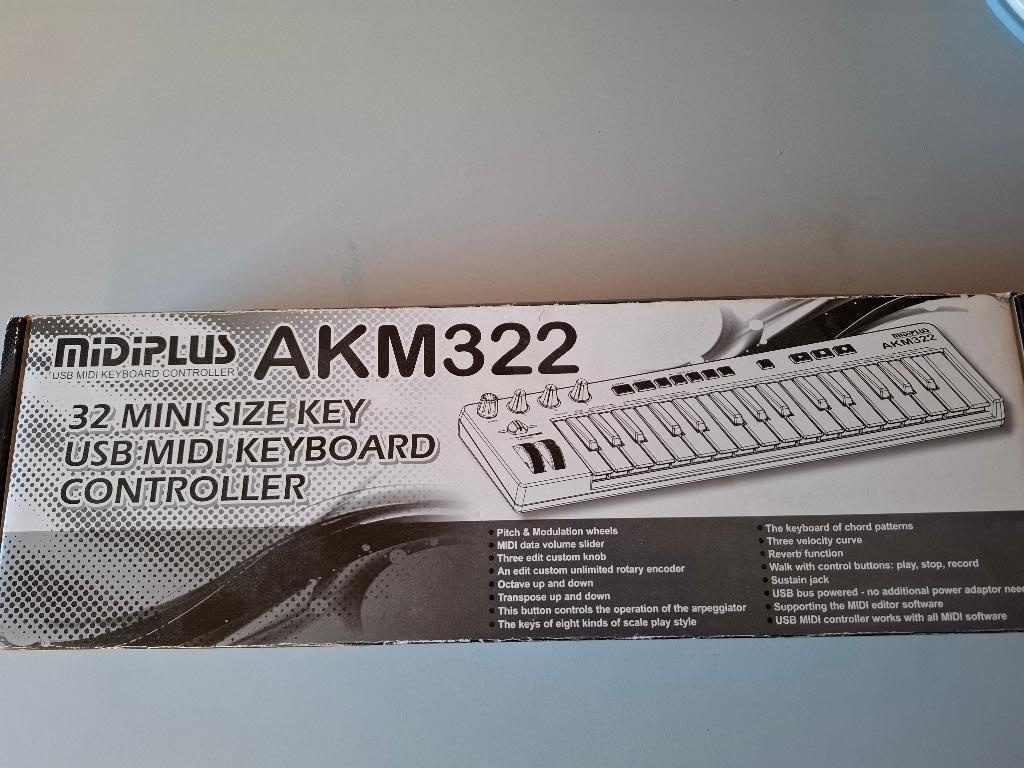 MIDIPLUS AKM322
USB MIDI KEYBOARD CONTROLLER
32 MINI SIZE KEY
USB MIDI KEYBOARD
CONTROLLER
MIDIPLUS
AKM322
Pitch & Modulation wheels
MIDI data volume slider
Three edit custom knob
An edit custom unlimited rotary encoder
Octave up and down
Transpose up and down
This button controls the operation of the arpeggiator
The keys of eight kinds of scale play style
The keyboard of chord patterns
Three velocity curve
Reverb function
Walk with control buttons: play, stop, record
Sustain jack
USB bus powered - no additional power adaptor nee
Supporting the MIDI editor software
USB MIDI controller works with all MIDI software